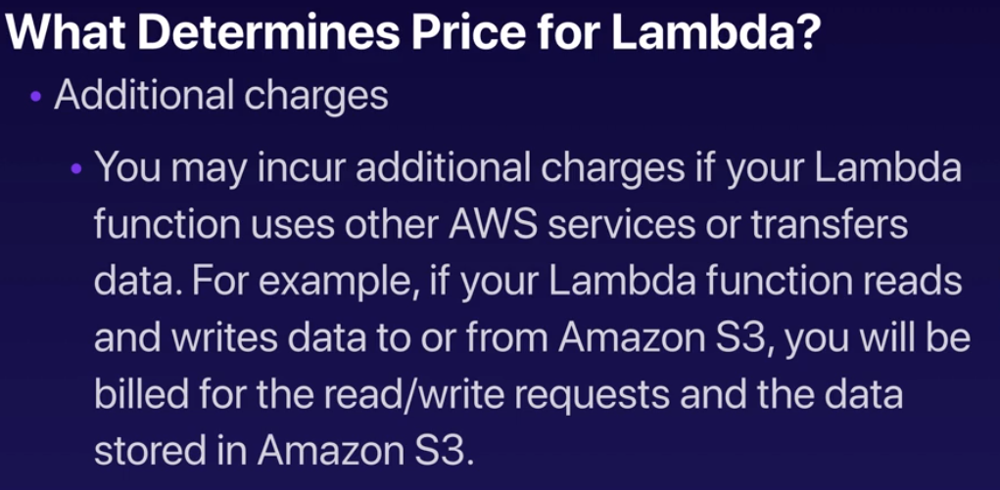 What Determines Price for Lambda?
• Additional charges
• You may incur additional charges if your Lambda
function uses other AWS services or transfers
data. For example, if your Lambda function reads
and writes data to or from Amazon S3, you will be
billed for the read/write requests and the data
stored in Amazon S3.